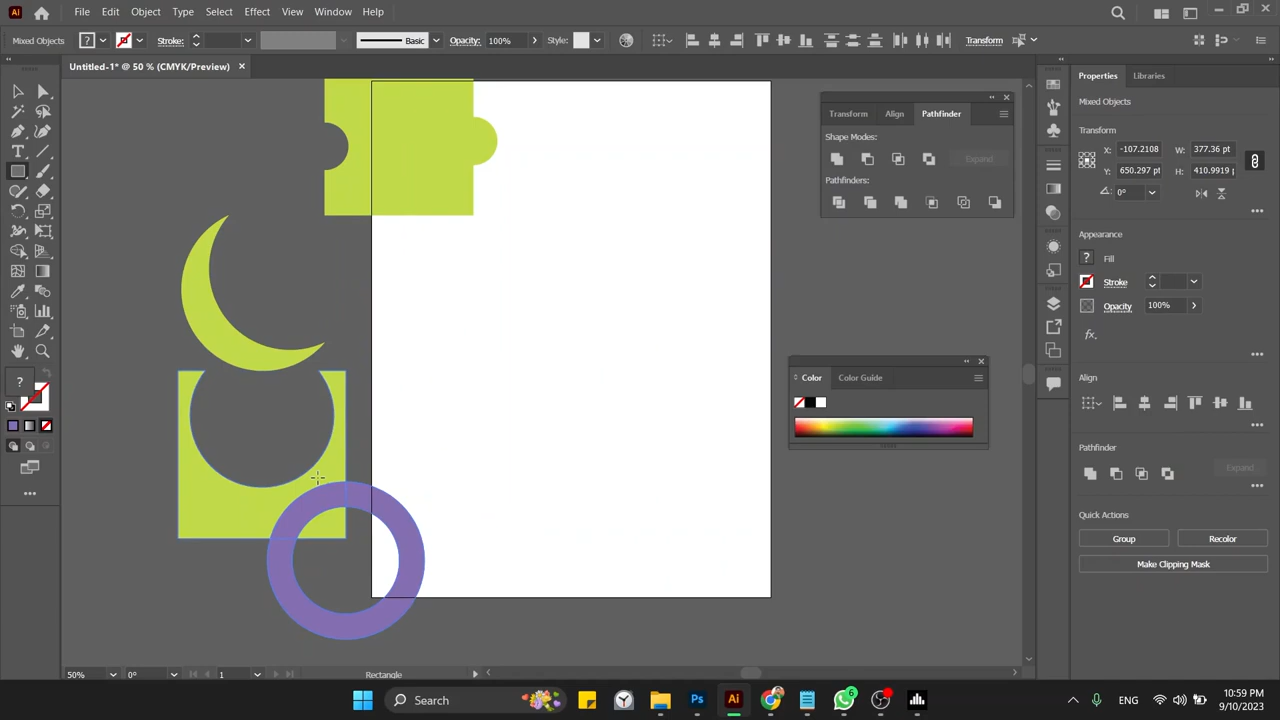 Ai File Edit Object Type Select Effect View Window Help
Mixed Objects ? Stroke: Basic Opacity: 100% Style: Transform
Untitled-1* @ 50 % (CMYK/Preview)
Properties Libraries
Mixed Objects
Transform
X: -107.2108 W: 377.36 pt
Y: 650.297 pt H: 410.9919 p
0°
Appearance
? Fill
Stroke
Opacity 100%
fx.
Align
Pathfinder
Expand
Quick Actions
Group Recolor
Make Clipping Mask
Transform Align Pathfinder
Shape Modes:
Expand
Pathfinders:
Color Color Guide
T
?
50% 0° 1 Rectangle
Search Ps Ai 6 ENG 10:59 PM
9/10/2023